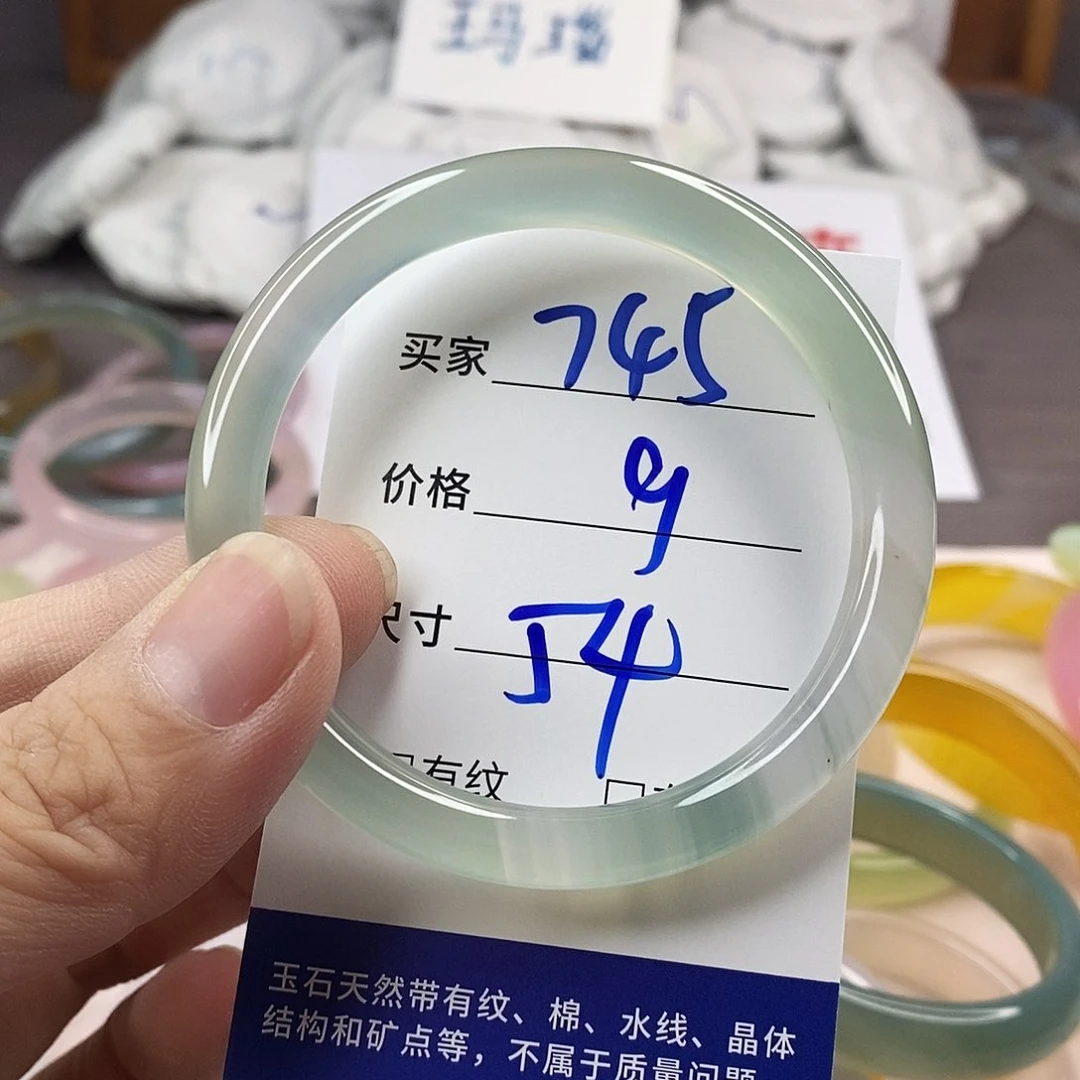 玛瑙
买家 745
价格 9
尺寸 54
□有纹 □
玉石天然带有纹、棉、水线、晶体
结构和矿点等，不属于质量问题